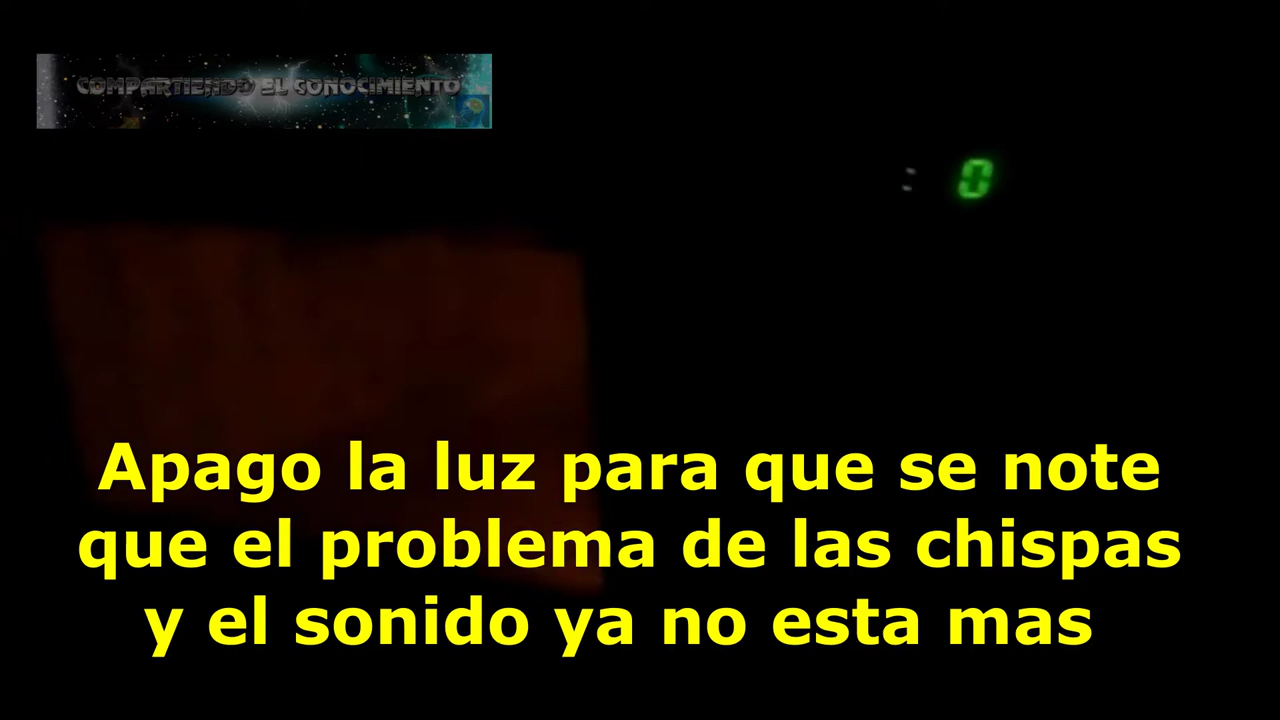 COMPARTIENDO EL CONOCIMIENTO
: 0
Apago la luz para que se note
que el problema de las chispas
y el sonido ya no esta mas